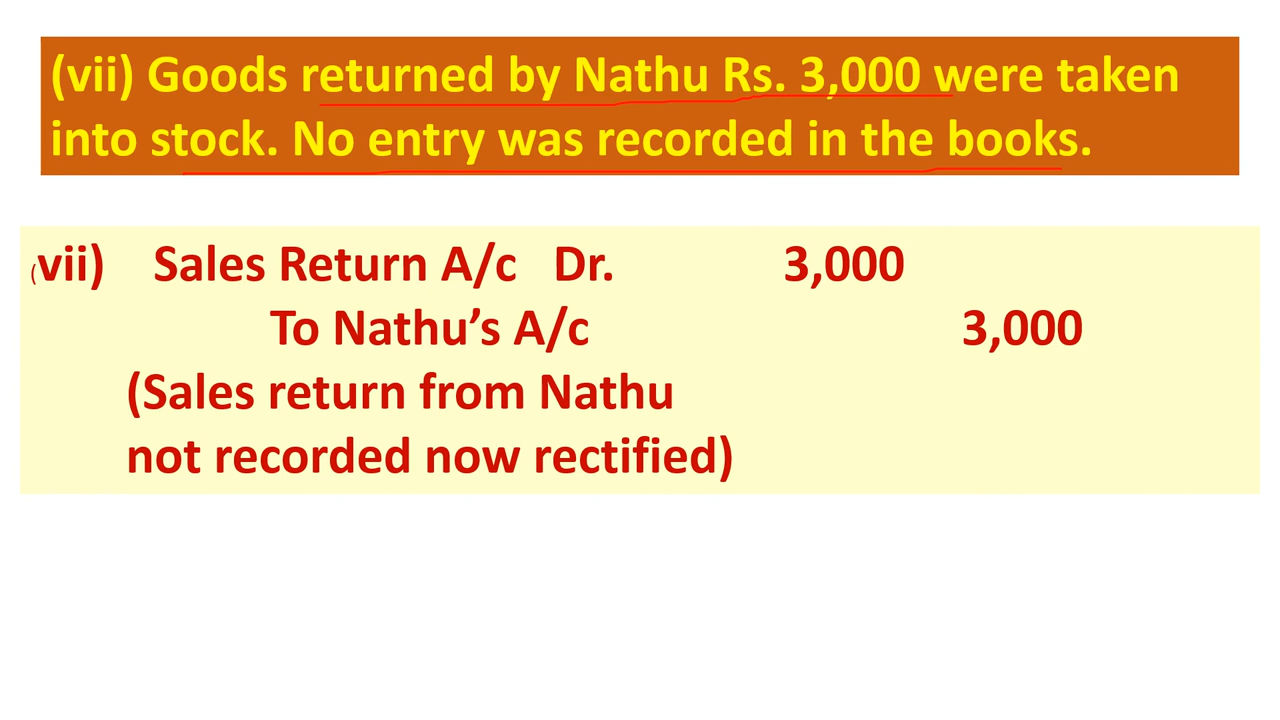 (vii) Goods returned by Nathu Rs. 3,000 were taken
into stock. No entry was recorded in the books.
(vii) Sales Return A/c Dr. 3,000
To Nathu’s A/c 3,000
(Sales return from Nathu
not recorded now rectified)